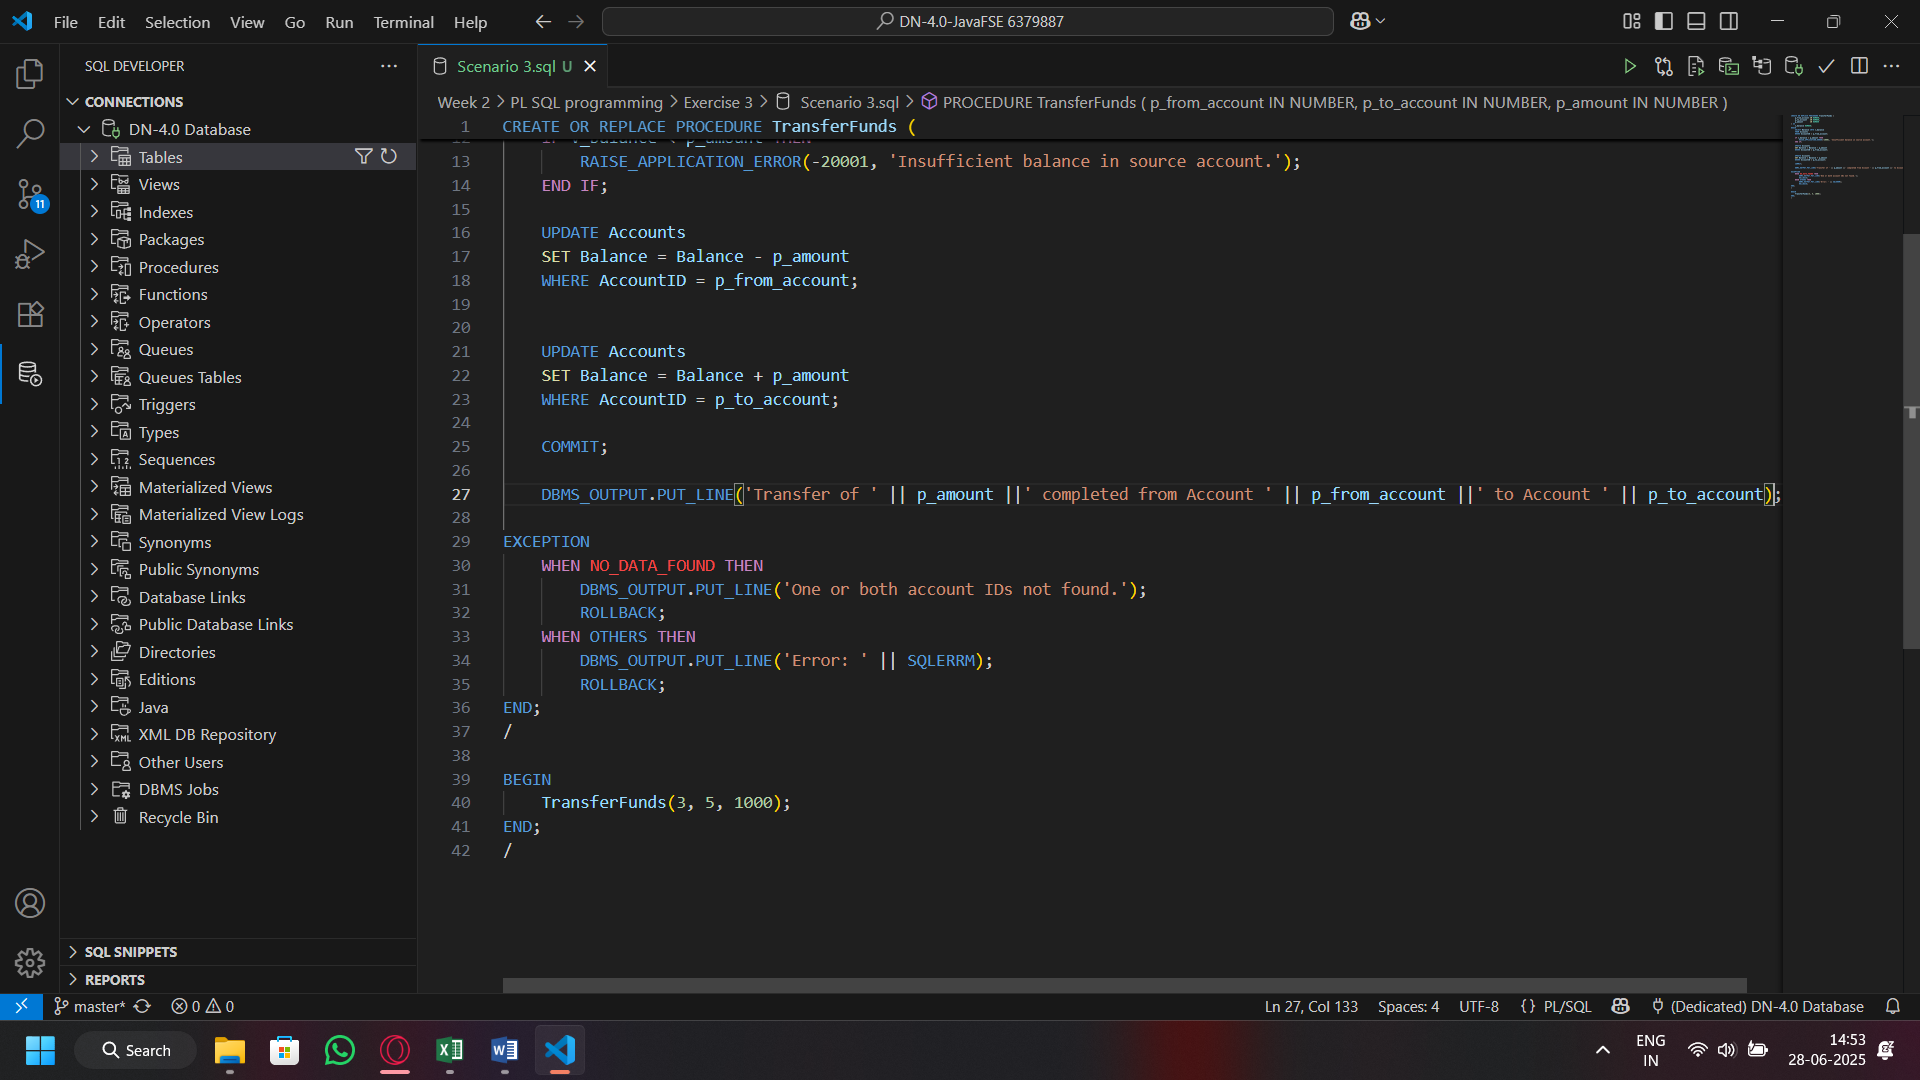 File Edit Selection View Go Run Terminal Help
DN-4.0-JavaFSE 6379887
SQL DEVELOPER
CONNECTIONS
DN-4.0 Database
Tables
Views
Indexes
Packages
Procedures
Functions
Operators
Queues
Queues Tables
Triggers
Types
Sequences
Materialized Views
Materialized View Logs
Synonyms
Public Synonyms
Database Links
Public Database Links
Directories
Editions
Java
XML DB Repository
Other Users
DBMS Jobs
Recycle Bin
SQL SNIPPETS
REPORTS
11
Scenario 3.sql U
Week 2 > PL SQL programming > Exercise 3 > Scenario 3.sql > PROCEDURE TransferFunds ( p_from_account IN NUMBER, p_to_account IN NUMBER, p_amount IN NUMBER )
1 CREATE OR REPLACE PROCEDURE TransferFunds (
13 RAISE_APPLICATION_ERROR(-20001, 'Insufficient balance in source account.');
14 END IF;
15
16 UPDATE Accounts
17 SET Balance = Balance - p_amount
18 WHERE AccountID = p_from_account;
19
20
21 UPDATE Accounts
22 SET Balance = Balance + p_amount
23 WHERE AccountID = p_to_account;
24
25 COMMIT;
26
27 DBMS_OUTPUT.PUT_LINE('Transfer of ' || p_amount ||' completed from Account ' || p_from_account ||' to Account ' || p_to_account);
28
29 EXCEPTION
30 WHEN NO_DATA_FOUND THEN
31 DBMS_OUTPUT.PUT_LINE('One or both account IDs not found.');
32 ROLLBACK;
33 WHEN OTHERS THEN
34 DBMS_OUTPUT.PUT_LINE('Error: ' || SQLERRM);
35 ROLLBACK;
36 END;
37 /
38
39 BEGIN
40 TransferFunds(3, 5, 1000);
41 END;
42 /
master* 0 0
Ln 27, Col 133 Spaces: 4 UTF-8 {} PL/SQL (Dedicated) DN-4.0 Database
Search
ENG
IN
14:53
28-06-2025